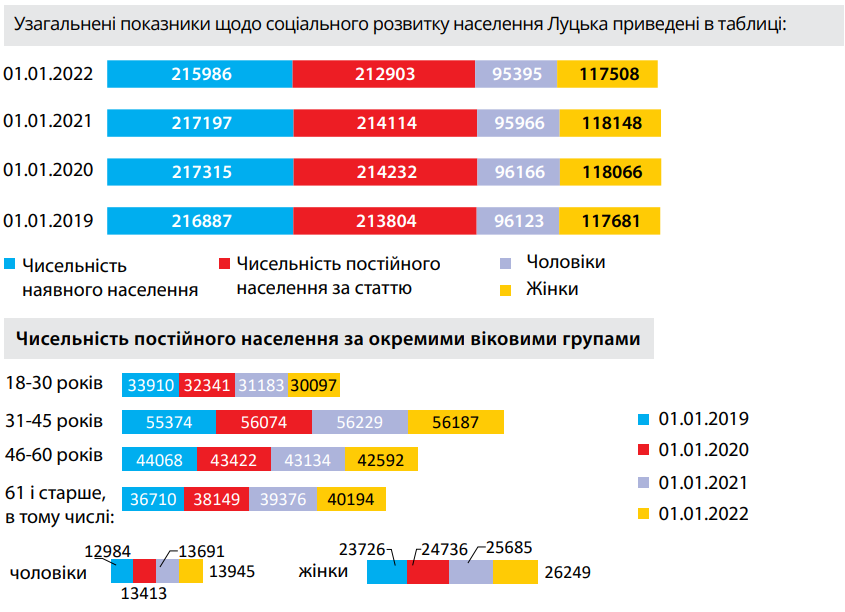 Узагальнені показники щодо соціального розвитку населення Луцька приведені в таблиці:
01.01.2022 215986 212903 95395 117508
01.01.2021 217197 214114 95966 118148
01.01.2020 217315 214232 96166 118066
01.01.2019 216887 213804 96123 117681
Чисельність наявного населення
Чисельність постійного населення за статтю
Чоловіки
Жінки
Чисельність постійного населення за окремими віковими групами
18-30 років 33910 32341 31183 30097
31-45 років 55374 56074 56229 56187
46-60 років 44068 43422 43134 42592
61 і старше,
в тому числі: 36710 38149 39376 40194
01.01.2019
01.01.2020
01.01.2021
01.01.2022
чоловіки 12984 13413 13691 13945
жінки 23726 24736 25685 26249